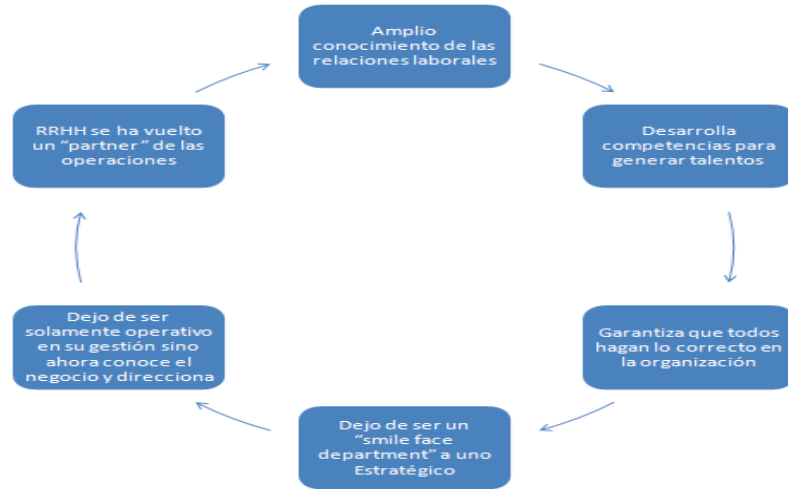 Amplio
conocimiento de las
relaciones laborales
Desarrolla
competencias para
generar talentos
Garantiza que todos
hagan lo correcto en
la organización
Dejo de ser un
“smile face
department” a uno
Estratégico
Dejo de ser
solamente operativo
en su gestión sino
ahora conoce el
negocio y direcciona
RRHH se ha vuelto
un “partner” de las
operaciones